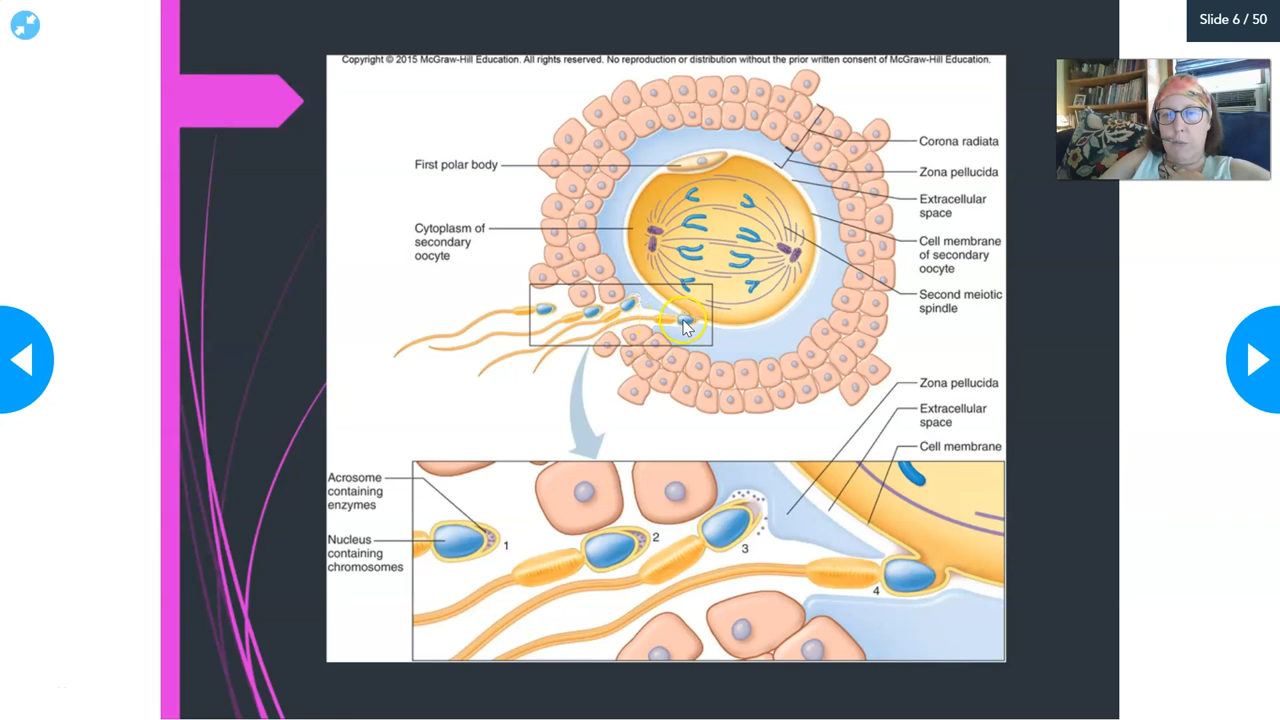 Slide 6 / 50
Copyright © 2015 McGraw-Hill Education. All rights reserved. No reproduction or distribution without the prior written consent of McGraw-Hill Education.
First polar body
Cytoplasm of
secondary
oocyte
Corona radiata
Zona pellucida
Extracellular
space
Cell membrane
of secondary
oocyte
Second meiotic
spindle
Zona pellucida
Extracellular
space
Cell membrane
Acrosome
containing
enzymes
Nucleus
containing
chromosomes
1
2
3
4